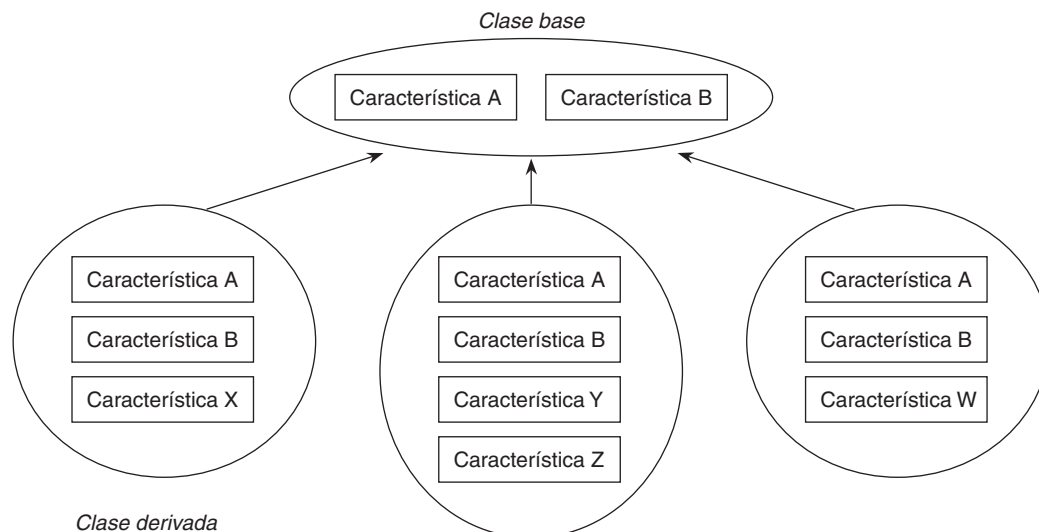 Clase base
Característica A Característica B
Característica A Característica A Característica A
Característica B Característica B Característica B
Característica X Característica Y Característica W
Característica Z
Clase derivada